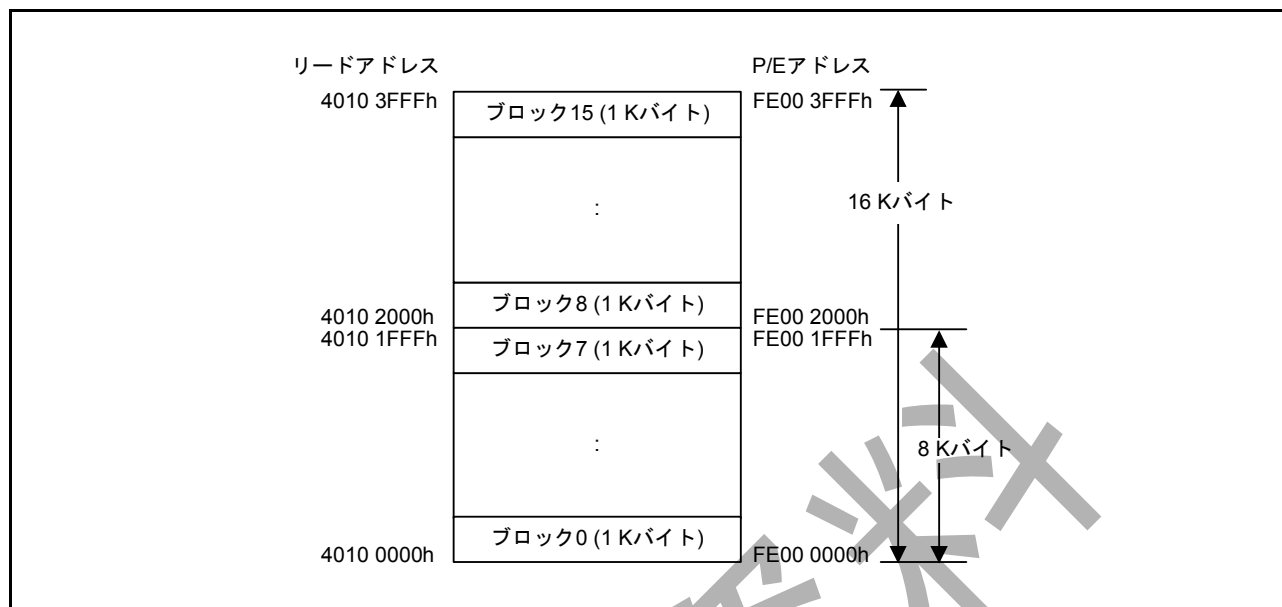 リードアドレス P/Eアドレス
4010 3FFFh ブロック15 (1 Kバイト) FE00 3FFFh
16 Kバイト
:
ブロック8 (1 Kバイト)
4010 2000h FE00 2000h
4010 1FFFh ブロック7 (1 Kバイト) FE00 1FFFh
:
8 Kバイト
ブロック0 (1 Kバイト)
4010 0000h FE00 0000h